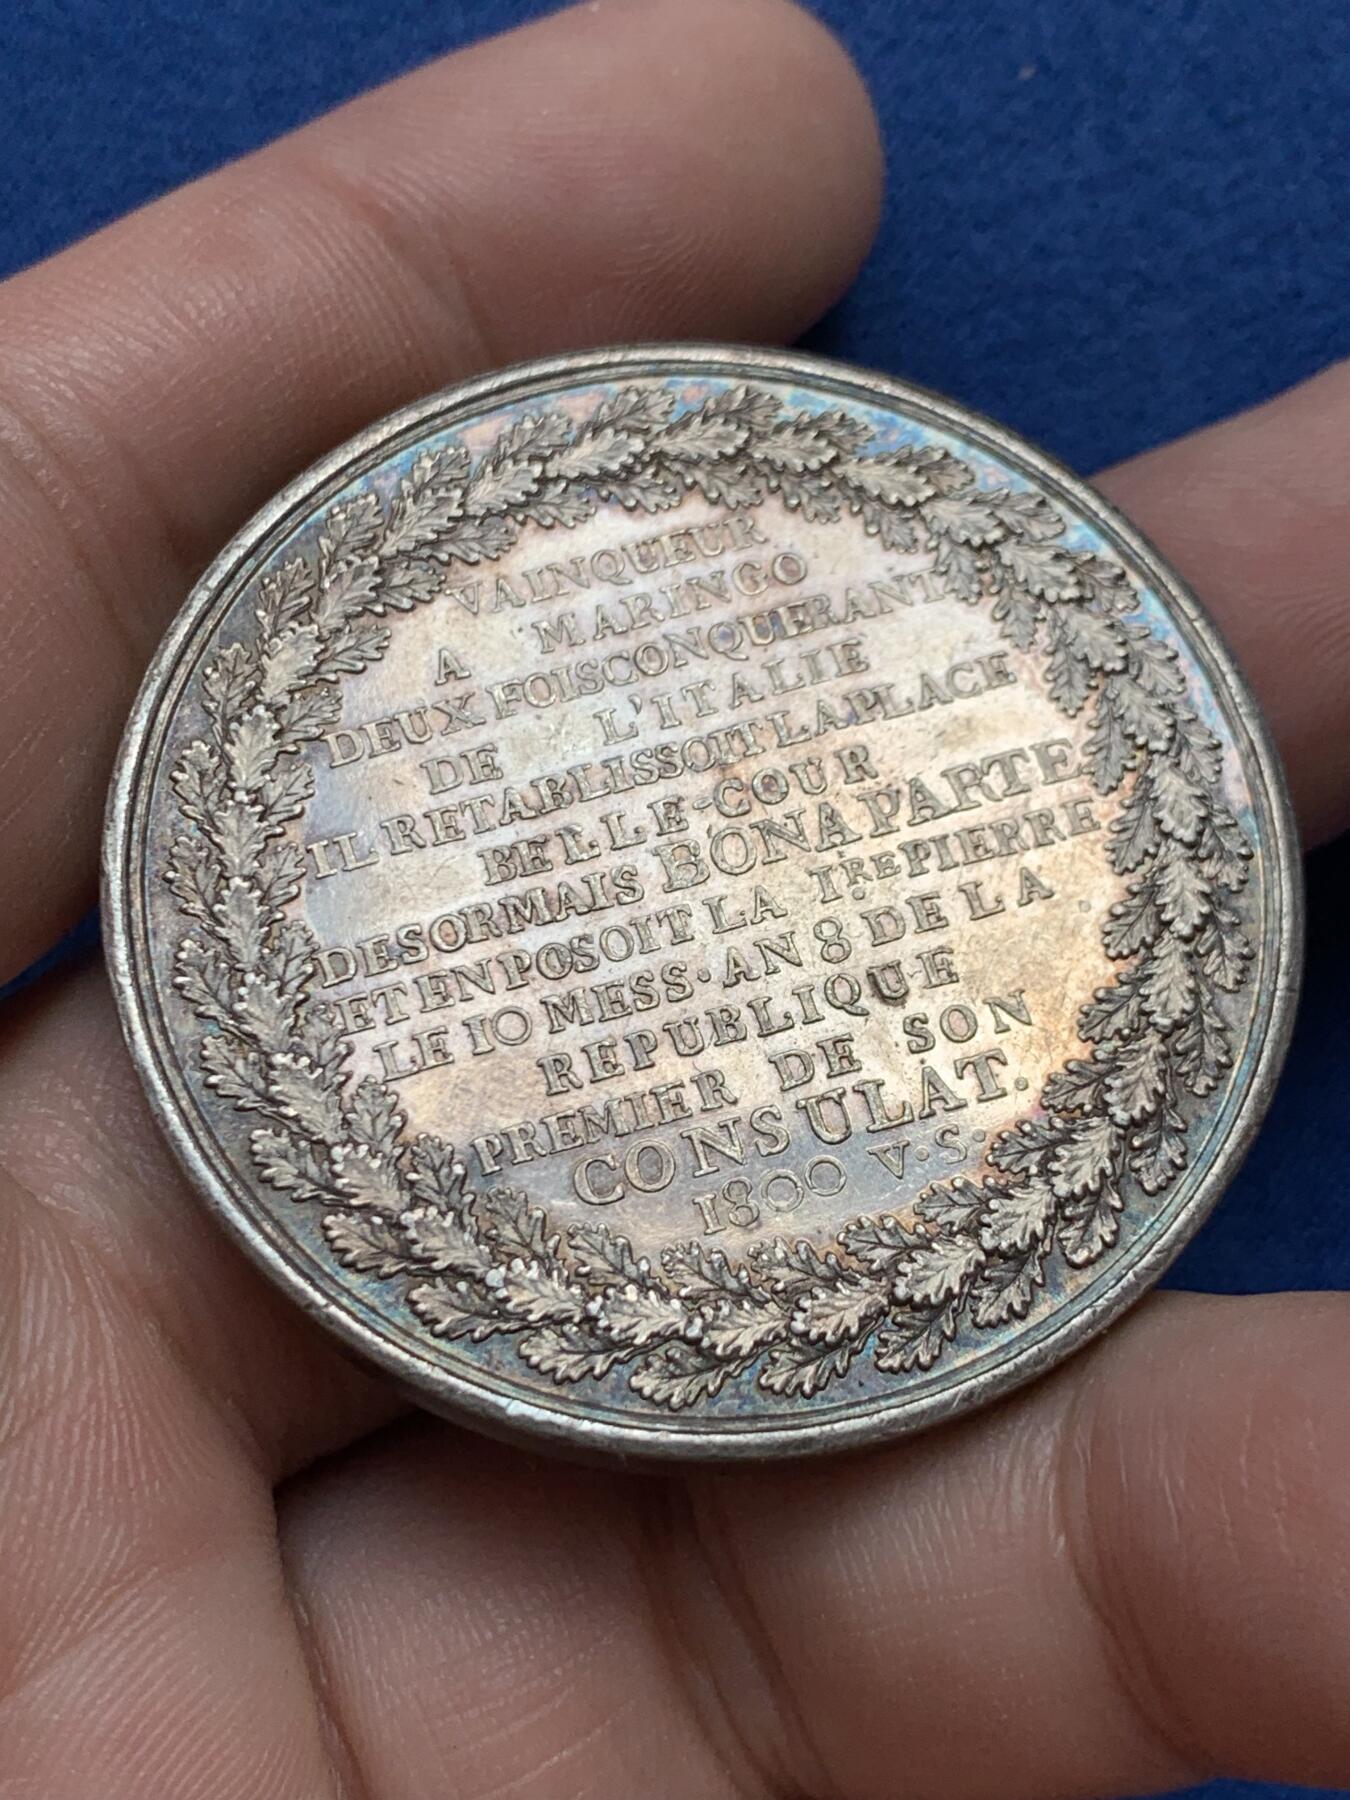 VAINQUEUR
A MARINGO
DEUX FOIS CONQUERANT
DE L'ITALIE
IL RETABLISSOIT LA PLACE
BELLE-COUR
DESORMAIS BONAPARTE
ET EN POSOIT LA 1RE PIERRE
LE 10 MESS· AN 8· DE LA
REPUBLIQUE
PREMIER DE SON
CONSULAT.
1800 V·S·